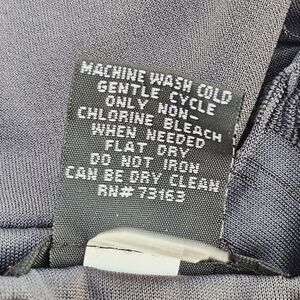 MACHINE WASH COLD
GENTLE CYCLE
ONLY NON-
CHLORINE BLEACH
WHEN NEEDED
FLAT DRY
DO NOT IRON
CAN BE DRY CLEAN
RN# 73163